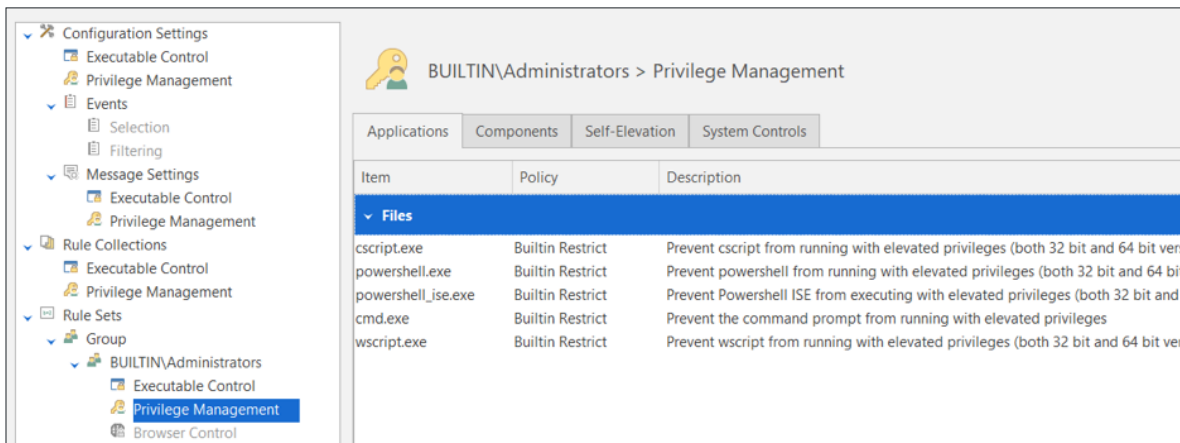 Configuration Settings
Executable Control
Privilege Management
Events
Selection
Filtering
Message Settings
Executable Control
Privilege Management
Rule Collections
Executable Control
Privilege Management
Rule Sets
Group
BUILTIN\Administrators
Executable Control
Privilege Management
Browser Control
BUILTIN\Administrators > Privilege Management
Applications Components Self-Elevation System Controls
Item Policy Description
Files
cscript.exe Builtin Restrict Prevent cscript from running with elevated privileges (both 32 bit and 64 bit ver
powershell.exe Builtin Restrict Prevent powershell from running with elevated privileges (both 32 bit and 64 bi
powershell_ise.exe Builtin Restrict Prevent Powershell ISE from executing with elevated privileges (both 32 bit and
cmd.exe Builtin Restrict Prevent the command prompt from running with elevated privileges
wscript.exe Builtin Restrict Prevent wscript from running with elevated privileges (both 32 bit and 64 bit ve